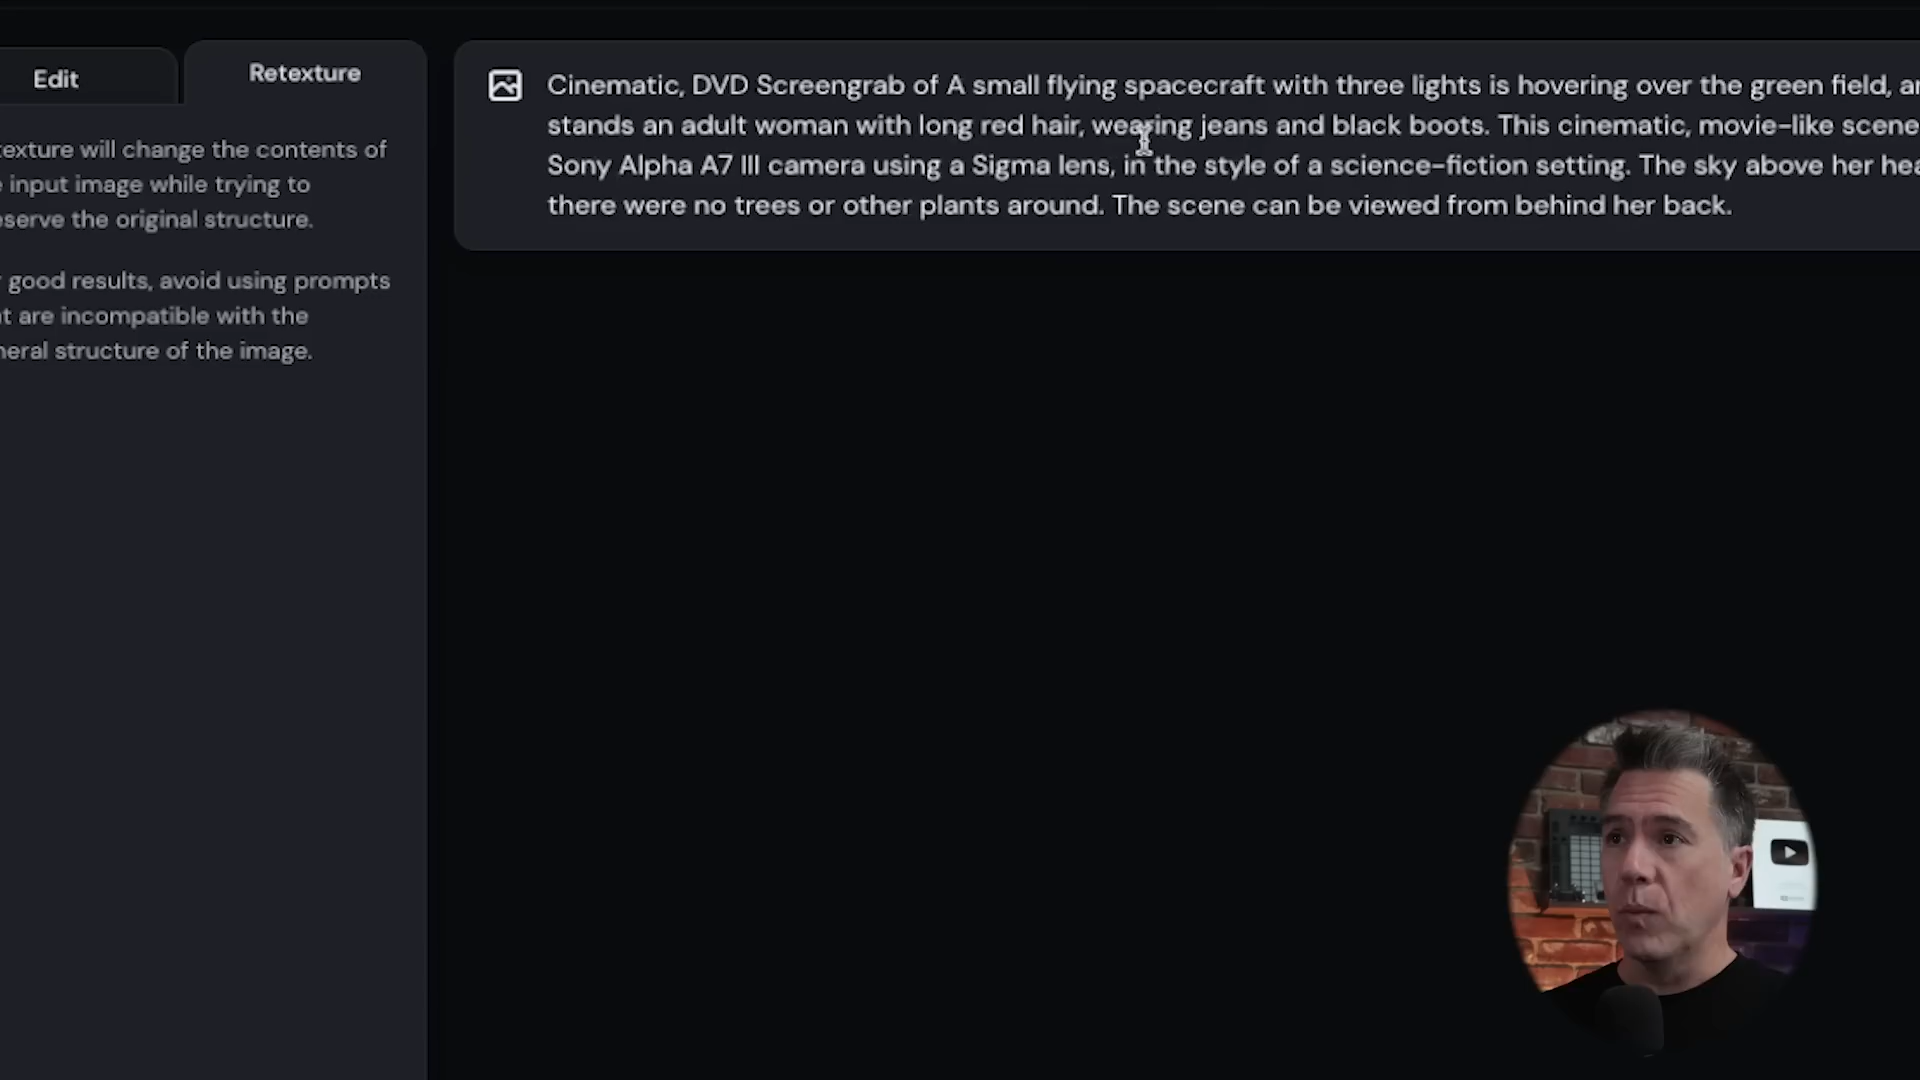 Edit
Retexture
exture will change the contents of
input image while trying to
serve the original structure.
good results, avoid using prompts
are incompatible with the
structure of the image.
Cinematic, DVD Screengrab of A small flying spacecraft with three lights is hovering over the green field,
stands an adult woman with long red hair, wearing jeans and black boots. This cinematic, movie-like scene
Sony Alpha A7 III camera using a Sigma lens, in the style of a science-fiction setting. The sky above her
there were no trees or other plants around. The scene can be viewed from behind her back.